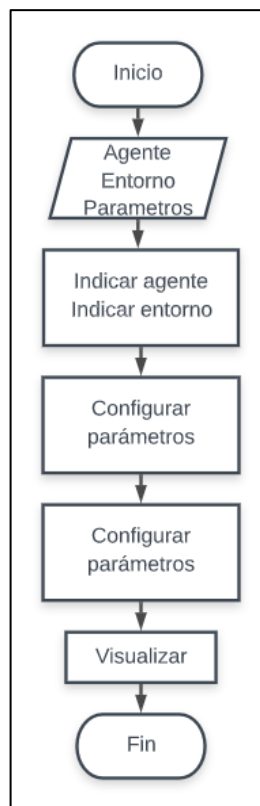 Inicio
Agente
Entorno
Parametros
Indicar agente
Indicar entorno
Configurar
parámetros
Configurar
parámetros
Visualizar
Fin